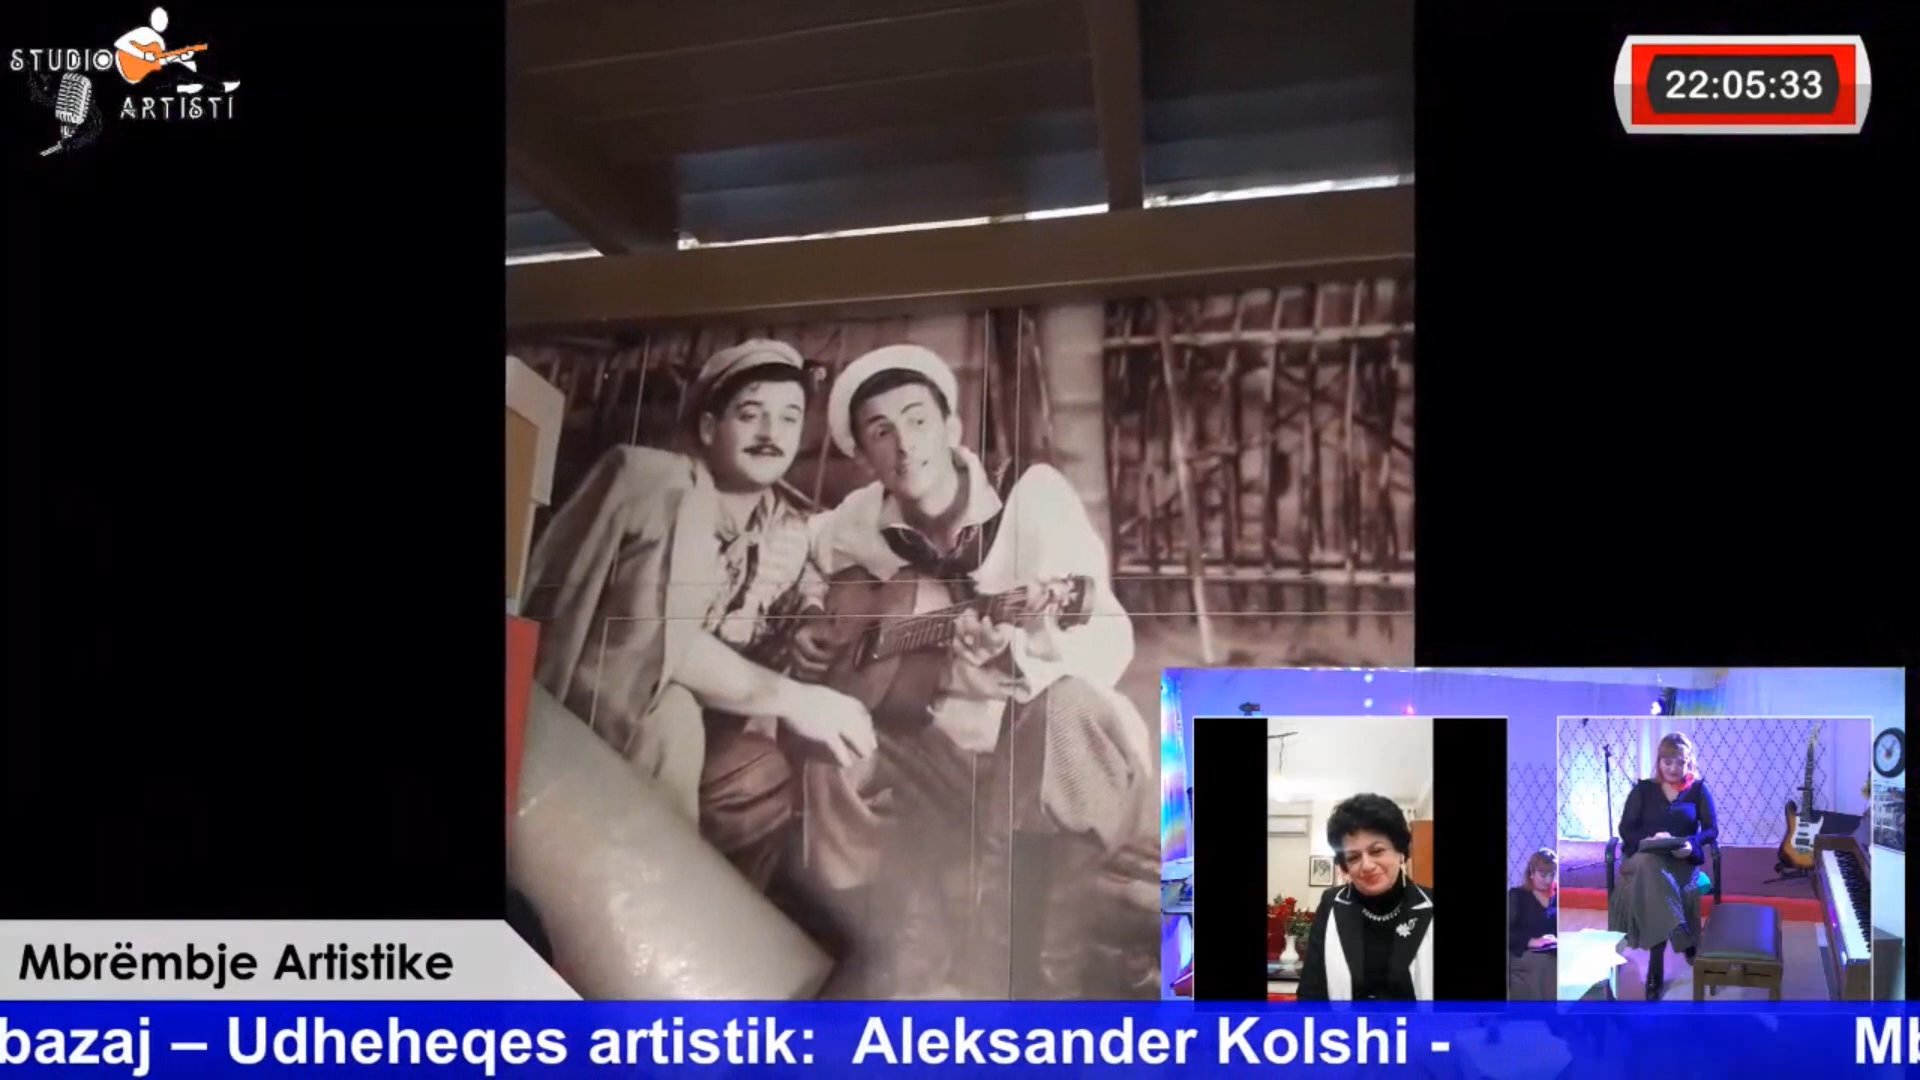 STUDIO
ARTISTI
22:05:33
Mbrëmbje Artistike
bazaj – Udheheqes artistik: Aleksander Kolshi -
Mb